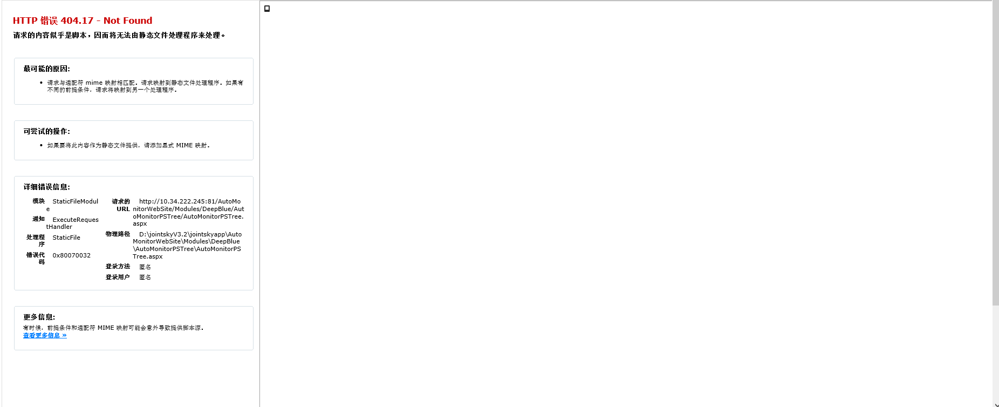 HTTP 错误 404.17 - Not Found
请求的内容似乎是脚本，因而将无法由静态文件处理程序来处理。
最可能的原因:
• 请求与通配符 mime 映射相匹配。请求映射到静态文件处理程序。如果有
不同的前提条件，请求将映射到另一个处理程序。
可尝试的操作:
• 如果要将此内容作为静态文件提供，请添加显式 MIME 映射。
详细错误信息:
模块 StaticFileModul
e
通知 ExecuteReques
tHandler
处理程 StaticFile
序
错误代 0x80070032
码
请求的 http://10.34.222.245:81/AutoMo
URL nitorWebSite/Modules/DeepBlue/Aut
oMonitorPSTree/AutoMonitorPSTree.
aspx
物理路径 D:\jointskyV3.2\jointskyapp\Auto
MonitorWebSite\Modules\DeepBlue
\AutoMonitorPSTree\AutoMonitorPS
Tree.aspx
登录方法 匿名
登录用户 匿名
更多信息:
有时候，前提条件和通配符 MIME 映射可能会意外导致提供脚本源。
查看更多信息 »